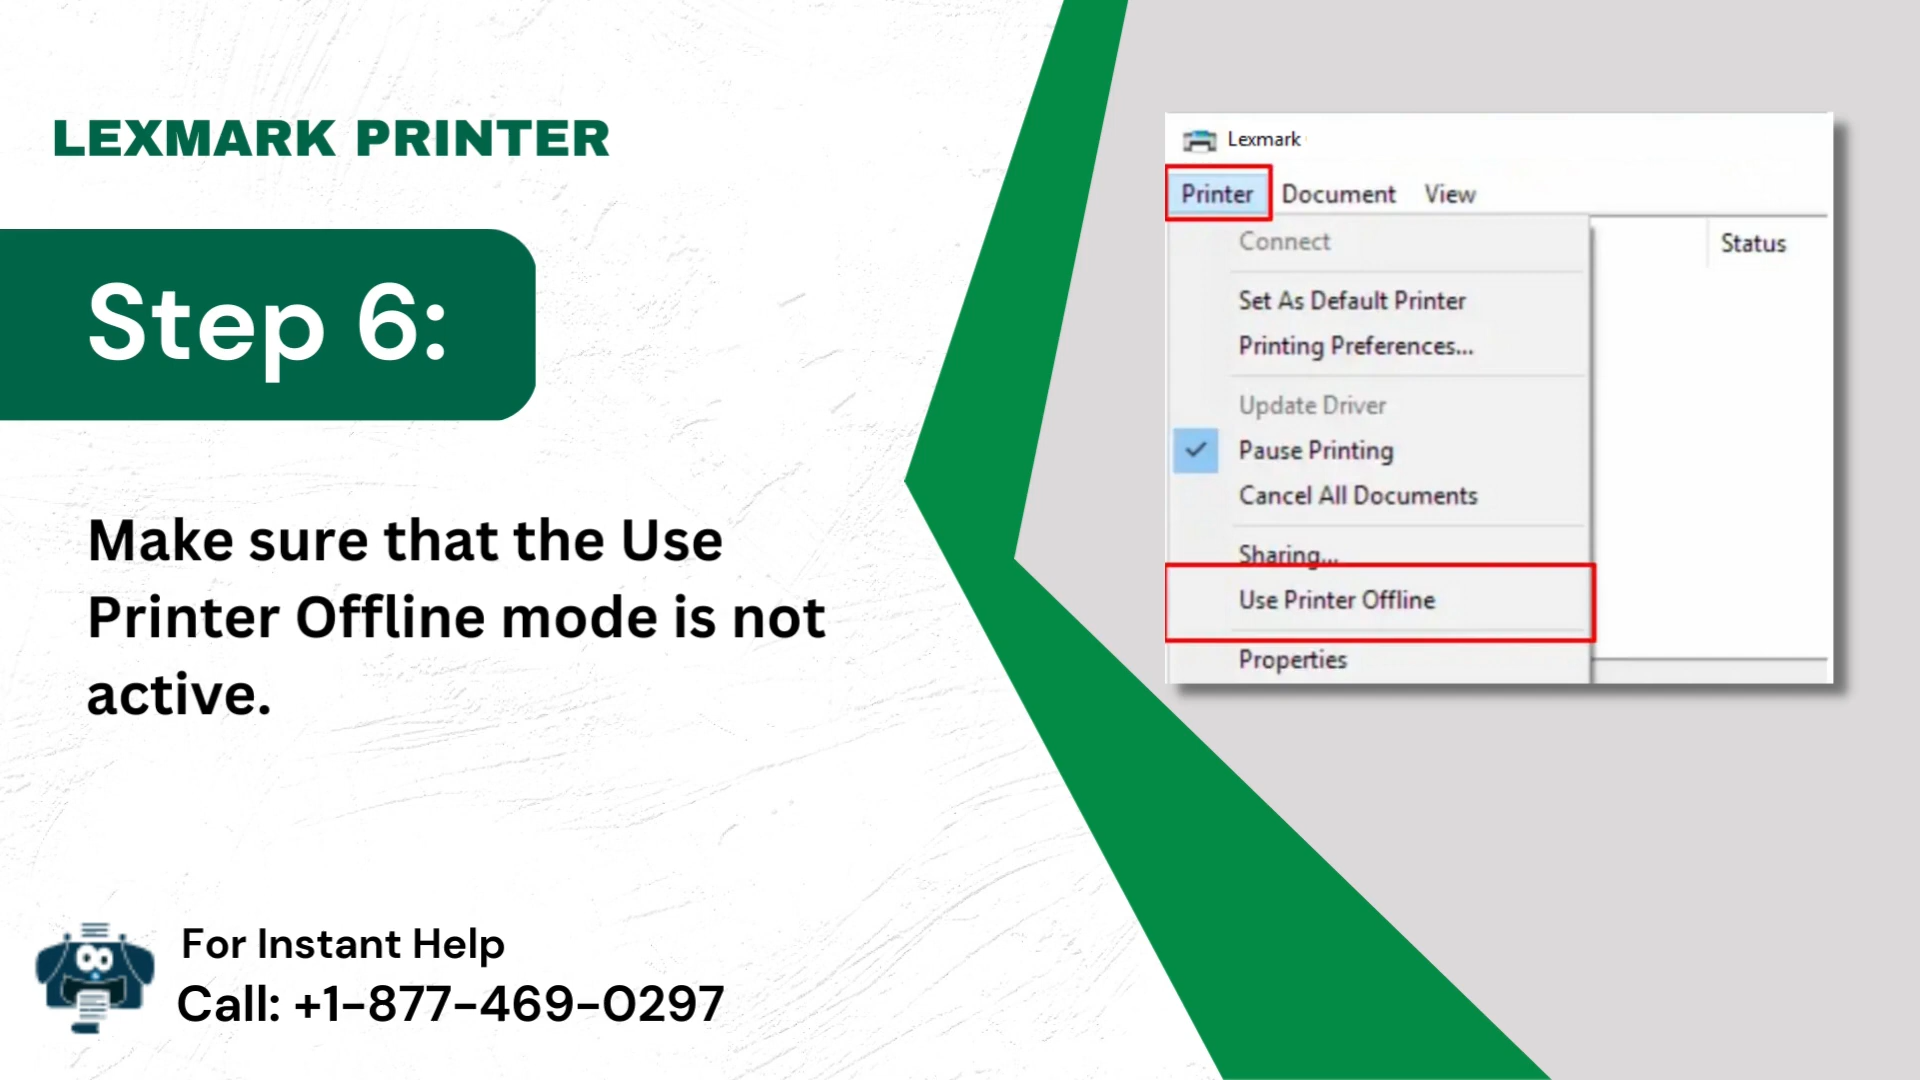 LEXMARK PRINTER
Step 6:
Make sure that the Use
Printer Offline mode is not
active.
For Instant Help
Call: +1-877-469-0297
Lexmark
Printer Document View
Connect
Status
Set As Default Printer
Printing Preferences...
Update Driver
Pause Printing
Cancel All Documents
Sharing...
Use Printer Offline
Properties